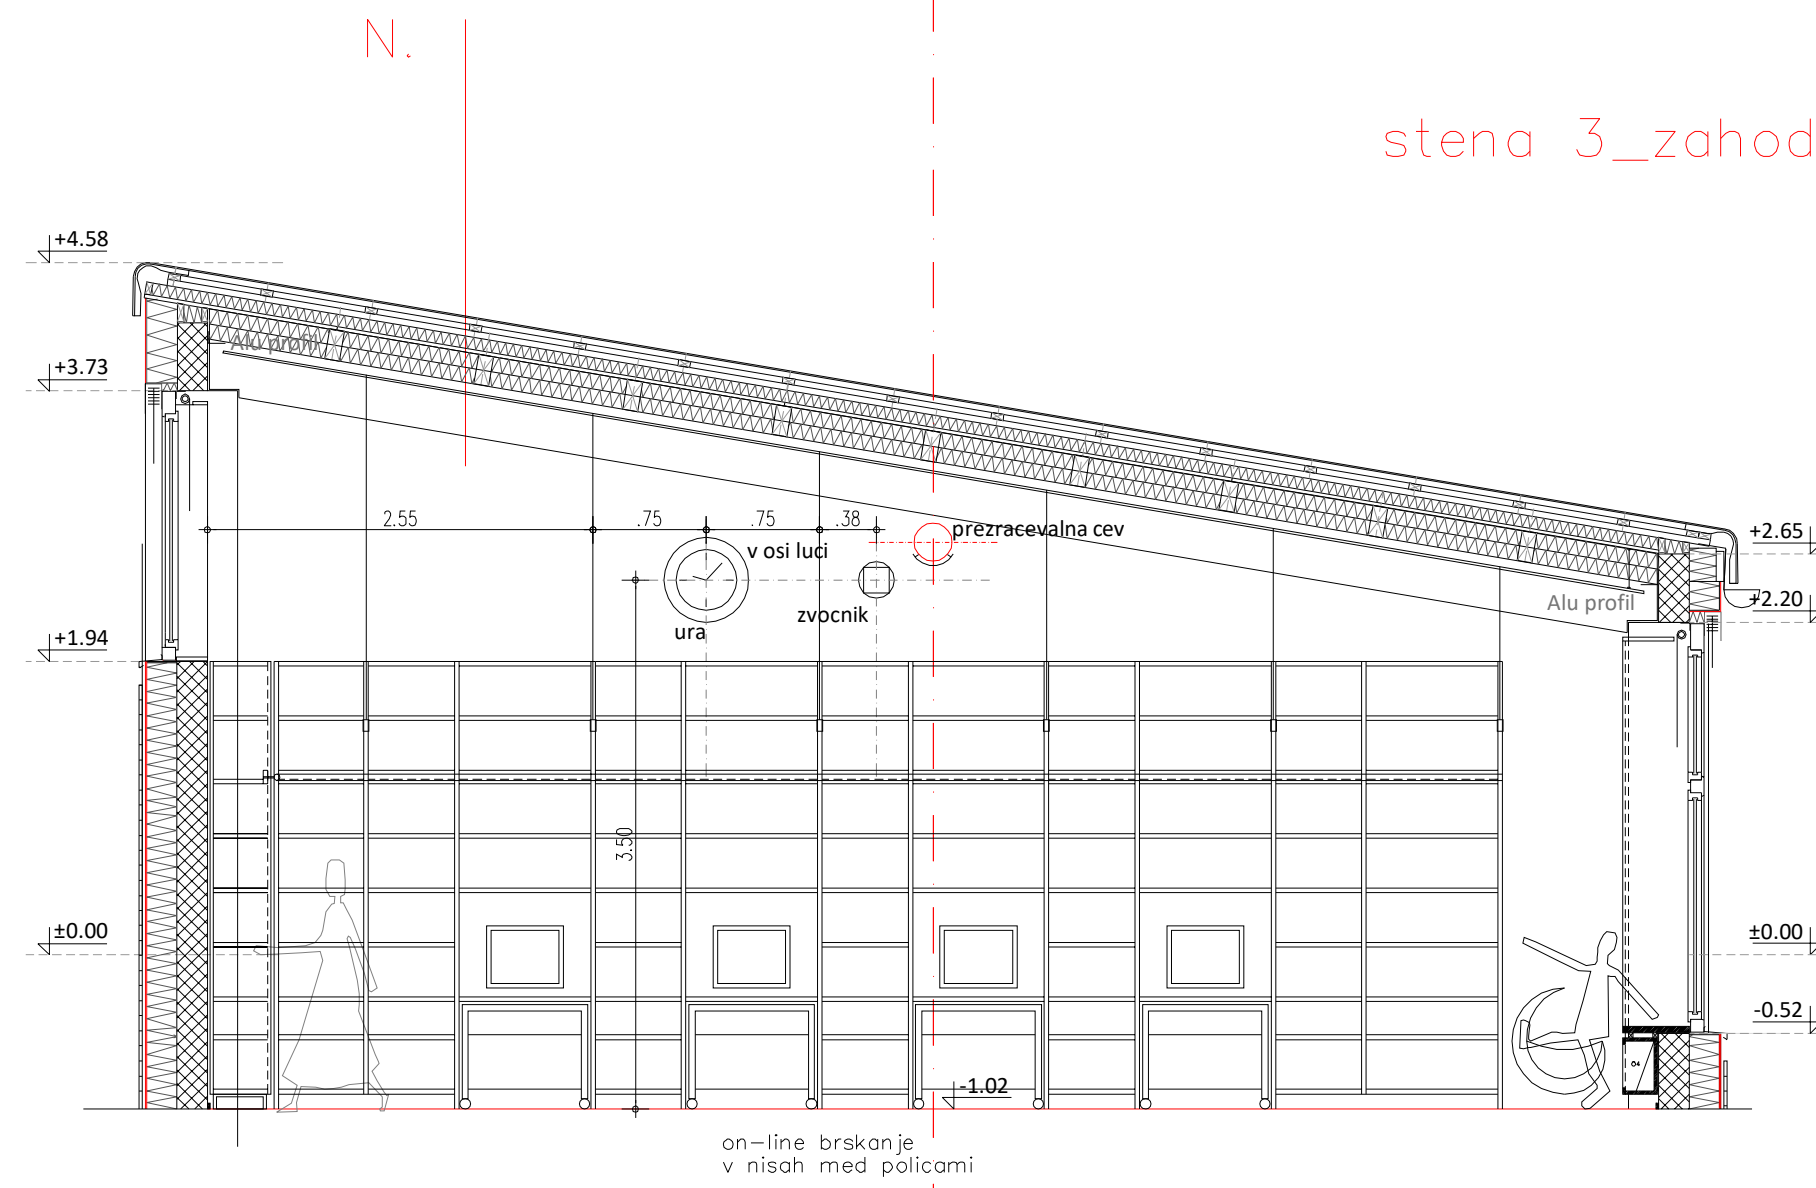 N.
stena 3_zahod
+4.58
Alu profil
+3.73
2.55
.75
.75
.38
prezracevalna cev
v osi luci
+2.65
zvocnik
ura
Alu profil
+2.20
+1.94
3.50
±0.00
±0.00
-0.52
-1.02
on-line brskanje
v nisah med policami